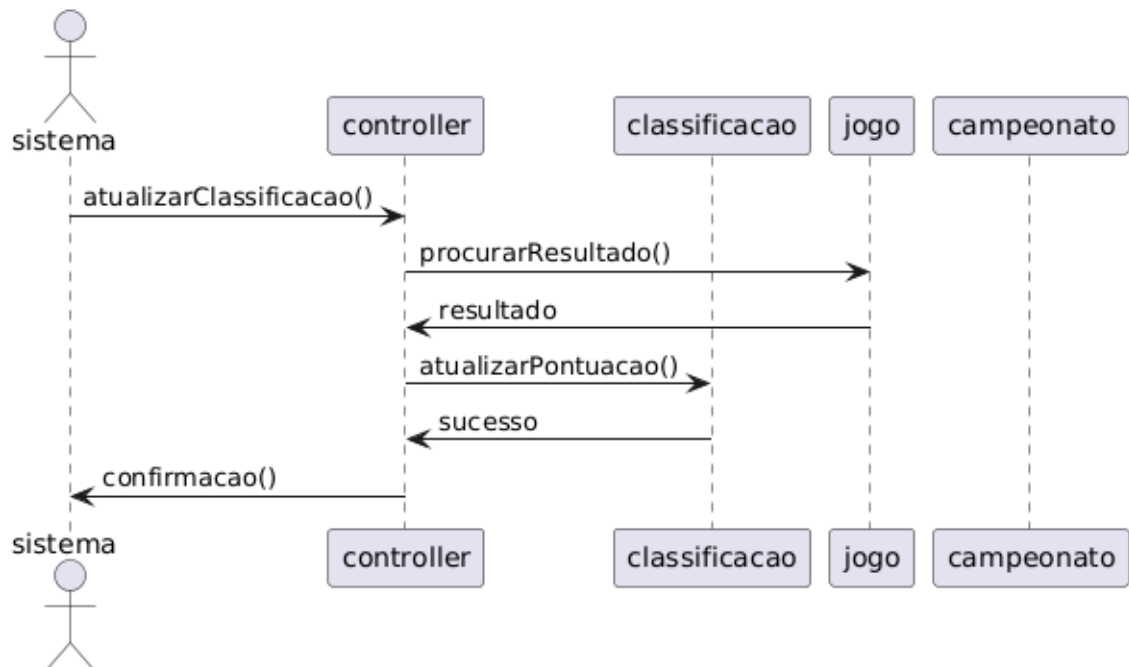 sistema
controller
classificacao
jogo
campeonato
atualizarClassificacao()
procurarResultado()
resultado
atualizarPontuacao()
sucesso
confirmacao()
sistema
controller
classificacao
jogo
campeonato